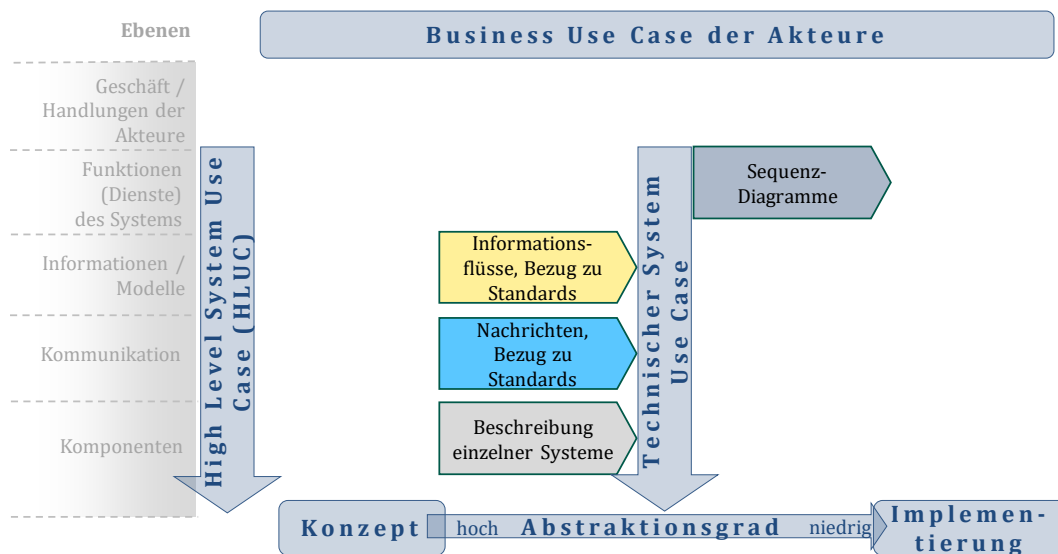 Ebenen
Business Use Case der Akteure
Geschäft /
Handlungen der
Akteure
Funktionen
(Dienste)
des Systems
Informationen /
Modelle
Kommunikation
Komponenten
High Level System Use
Case (HLUC)
Informations-
flüsse, Bezug zu
Standards
Nachrichten,
Bezug zu
Standards
Beschreibung
einzelner Systeme
Technischer System
Use Case
Sequenz-
Diagramme
Konzept
hoch
Abstraktionsgrad
niedrig
Implemen-
tierung